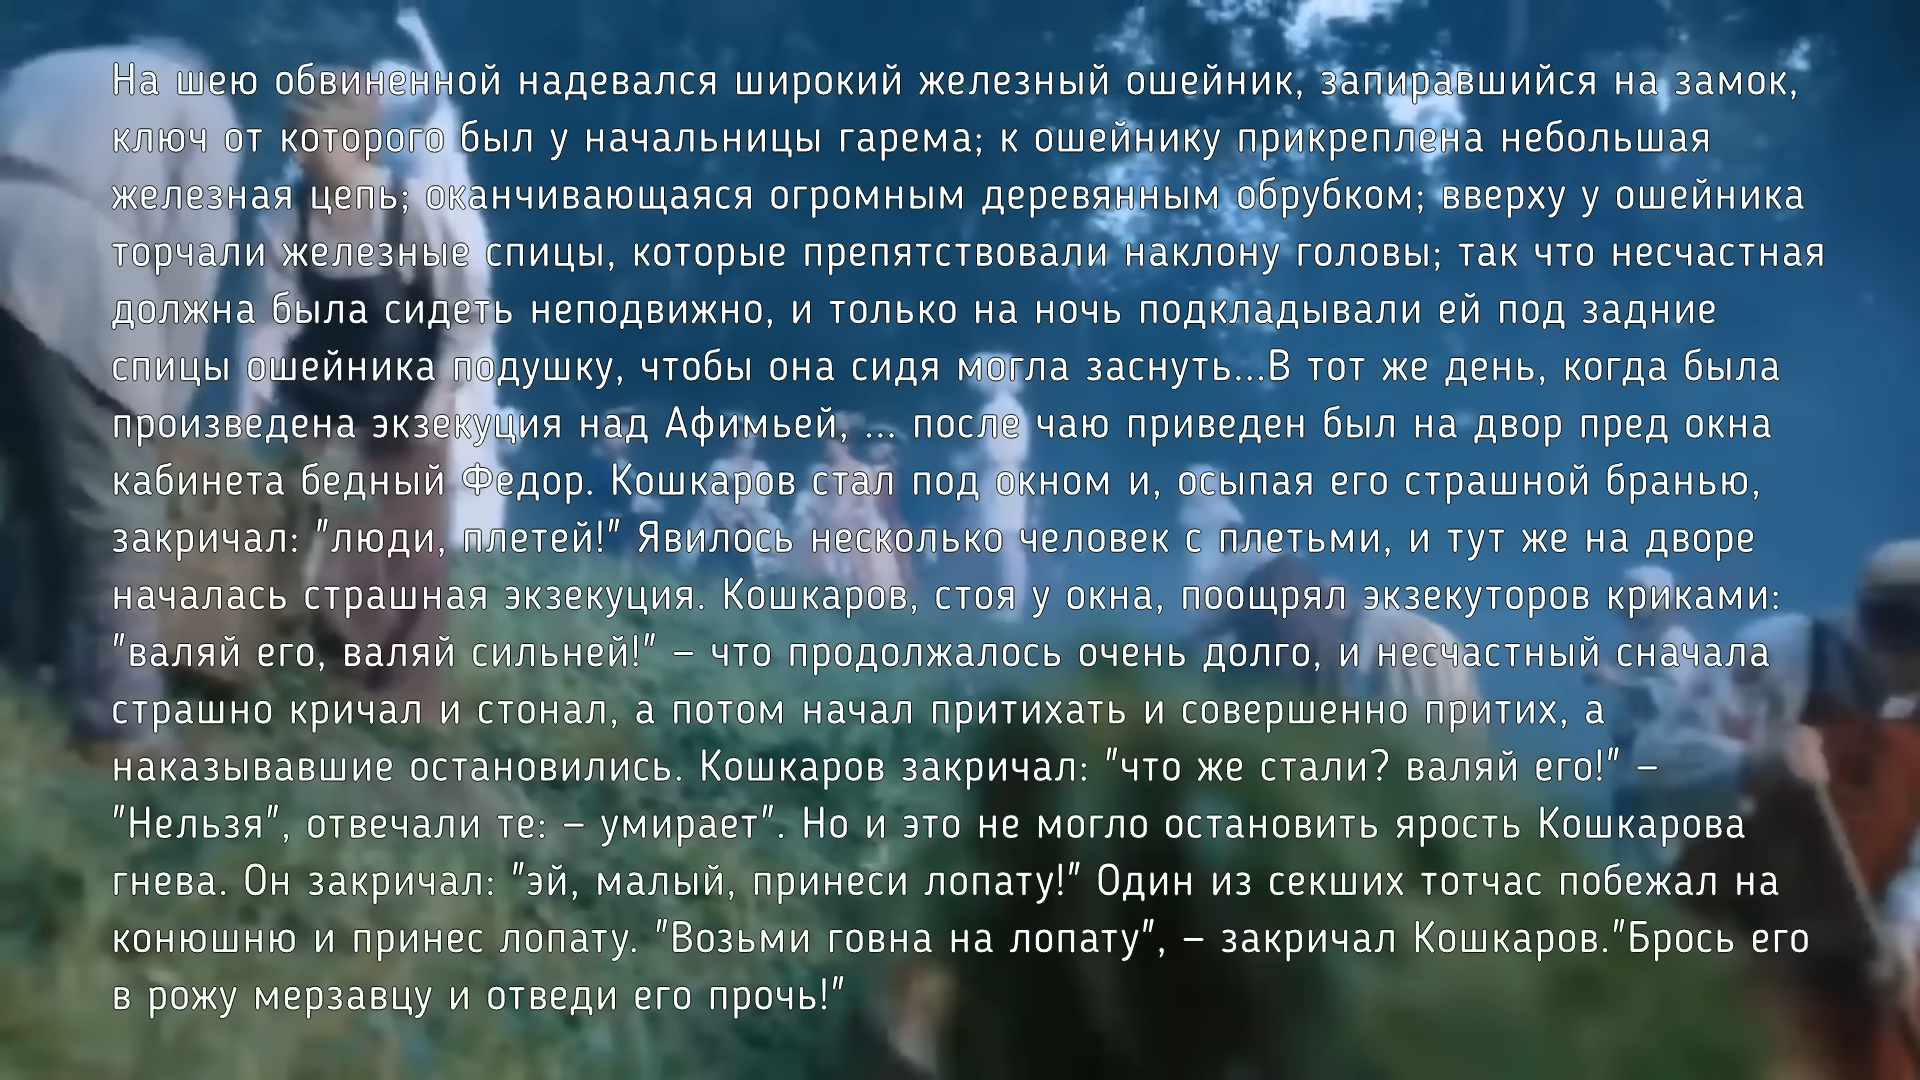 На шею обвиненной надевался широкий железный ошейник, запиравшийся на замок,
ключ от которого был у начальницы гарема; к ошейнику прикреплена небольшая
железная цепь; оканчивающаяся огромным деревянным обрубком; вверху у ошейника
торчали железные спицы, которые препятствовали наклону головы; так что несчастная
должна была сидеть неподвижно, и только на ночь подкладывали ей под задние
спицы ошейника подушку, чтобы она сидя могла заснуть...В тот же день, когда была
произведена экзекуция над Афимьей, ... после чаю приведен был на двор пред окна
кабинета бедный Федор. Кошкаров стал под окном и, осыпая его страшной бранью,
закричал: "люди, плетей!" Явилось несколько человек с плетьми, и тут же на дворе
началась страшная экзекуция. Кошкаров, стоя у окна, поощрял экзекуторов криками:
"валяй его, валяй сильней!" – что продолжалось очень долго, и несчастный сначала
страшно кричал и стонал, а потом начал притихать и совершенно притих, а
наказывавшие остановились. Кошкаров закричал: "что же стали? валяй его!" –
"Нельзя", отвечали те: – умирает". Но и это не могло остановить ярость Кошкарова
гнева. Он закричал: "эй, малый, принеси лопату!" Один из секших тотчас побежал на
конюшню и принес лопату. "Возьми говна на лопату", – закричал Кошкаров."Брось его
в рожу мерзавцу и отведи его прочь!"